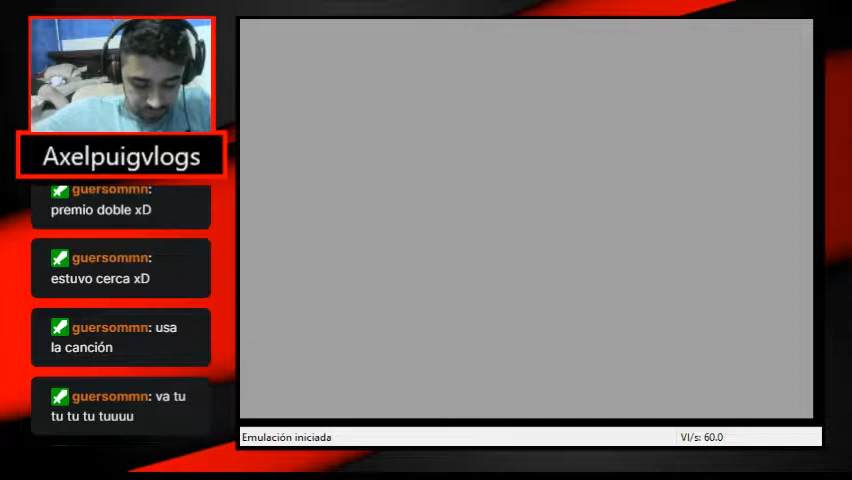 Axelpuigvlogs
guersommn:
premio doble xD
guersommn:
estuvo cerca xD
guersommn: usa
la canción
guersommn: va tu
tu tu tu tuuuu
Emulación iniciada
VI/s: 60.0